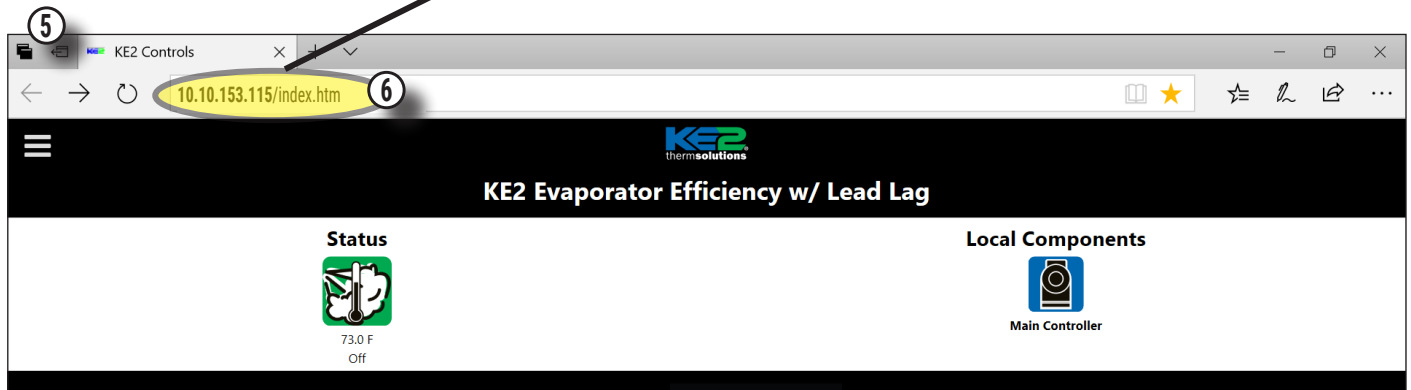 5
KE2 Controls
10.10.153.115/index.htm
6
KE2
thermsolutions
KE2 Evaporator Efficiency w/ Lead Lag
Status
Local Components
73.0 F
Off
Main Controller